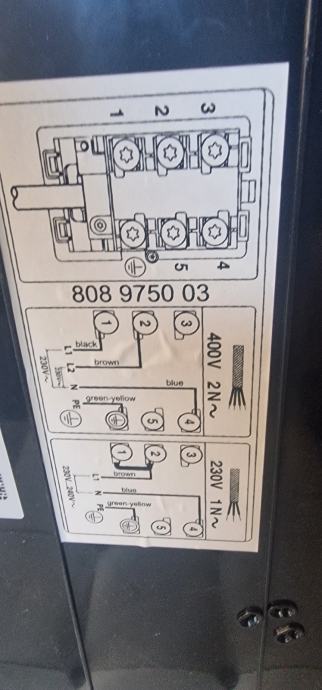 1 2 3
5 4
808 9750 03
400V 2N~
3
2
1
black
brown
blue
green-yellow
4
5
L1 L2 N PE
230V~
230V 1N~
3
2
1
brown
blue
green-yellow
4
5
L1 N PE
230V~